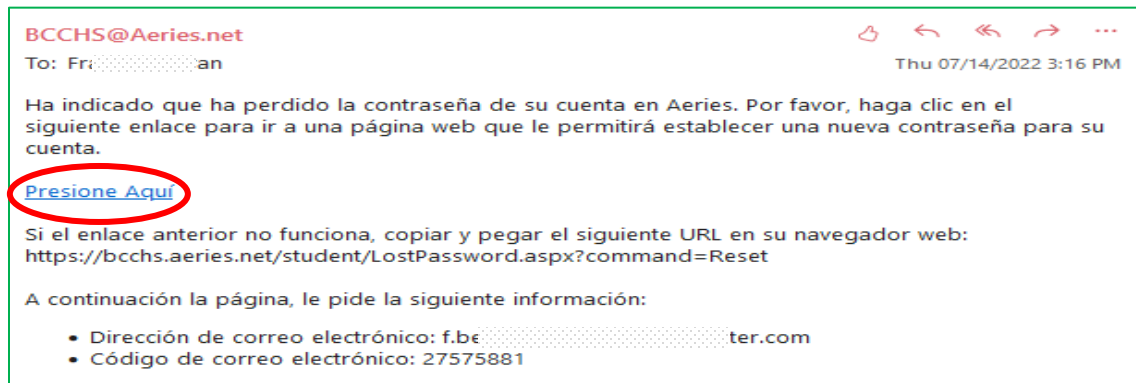 BCCHS@Aeries.net
To: Fr an
Thu 07/14/2022 3:16 PM
Ha indicado que ha perdido la contraseña de su cuenta en Aeries. Por favor, haga clic en el
siguiente enlace para ir a una página web que le permitirá establecer una nueva contraseña para su
cuenta.
Presione Aquí
Si el enlace anterior no funciona, copiar y pegar el siguiente URL en su navegador web:
https://bcchs.aeries.net/student/LostPassword.aspx?command=Reset
A continuación la página, le pide la siguiente información:
• Dirección de correo electrónico: f.be ter.com
• Código de correo electrónico: 27575881